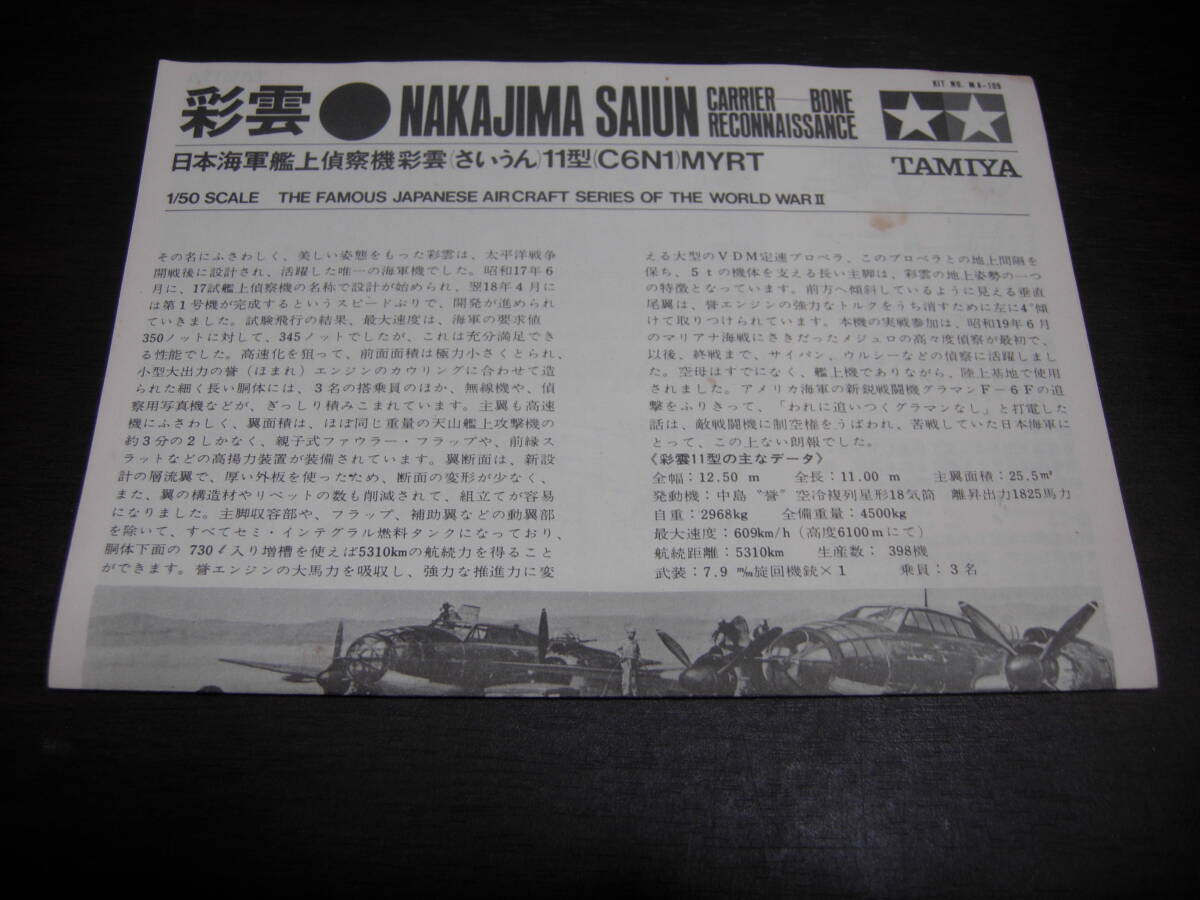 KIT NO. MA-109
彩雲●NAKAJIMA SAIUN CARRIER—BONE RECONNAISSANCE
日本海軍艦上偵察機彩雲(さいうん)11型(C6N1)MYRT
TAMIYA
1/50 SCALE THE FAMOUS JAPANESE AIRCRAFT SERIES OF THE WORLD WAR II
その名にふさわしく、美しい姿態をもった彩雲は、太平洋戦争
開戦後に設計され、活躍した唯一の海軍機でした。昭和17年6
月に、17試艦上偵察機の名称で設計が始められ、翌18年4月に
は第1号機が完成するというスピードぶりで、開発が進められ
ていきました。試験飛行の結果、最大速度は、海軍の要求値
350ノットに対して、345ノットでしたが、これは充分満足でき
る性能でした。高速化を狙って、前面面積は極力小さくとられ、
小型大出力の誉(ほまれ)エンジンのカウリングに合わせて造
られた細く長い胴体には、3名の搭乗員のほか、無線機や、偵
察用写真機などが、ぎっしり積みこまれています。主翼も高速
機にふさわしく、翼面積は、ほぼ同じ重量の天山艦上攻撃機の
約3分の2しかなく、親子式ファウラー・フラップや、前縁ス
ラットなどの高揚力装置が装備されています。翼断面は、新設
計の層流翼で、厚い外板を使ったため、断面の変形が少なく、
また、翼の構造材やリベットの数も削減されて、組立てが容易
になりました。主脚収容部や、フラップ、補助翼などの動翼部
を除いて、すべてセミ・インテグラル燃料タンクになっており、
胴体下面の730ℓ入り増槽を使えば5310kmの航続力を得ること
ができます。誉エンジンの大馬力を吸収し、強力な推進力に変
える大型のVDM定速プロペラ、このプロペラとの地上間隔を
保ち、5tの機体を支える長い主脚は、彩雲の地上姿勢の一つ
の特徴となっています。前方へ傾斜しているように見える垂直
尾翼は、誉エンジンの強力なトルクをうち消すために左に4°傾
けて取りつけられています。本機の実戦参加は、昭和19年6月
のマリアナ海戦にさきだったメジュロの高々度偵察が最初で、
以後、終戦まで、サイパン、ウルシーなどの偵察に活躍しまし
た。空母はすでになく、艦上機でありながら、陸上基地で使用
されました。アメリカ海軍の新鋭戦闘機グラマンF-6Fの追
撃をふりきって、「われに追いつくグラマンなし」と打電した
話は、敵戦闘機に制空権をうばわれ、苦戦していた日本海軍に
とって、この上ない朗報でした。
《彩雲11型の主なデータ》
全幅:12.50 m 全長:11.00 m 主翼面積:25.5㎡
発動機:中島〝誉〟空冷複列星形18気筒 離昇出力1825馬力
自重:2968kg 全備重量:4500kg
最大速度:609km/h(高度6100mにて)
航続距離:5310km 生産数:398機
武装:7.9㎜旋回機銃×1 乗員:3名